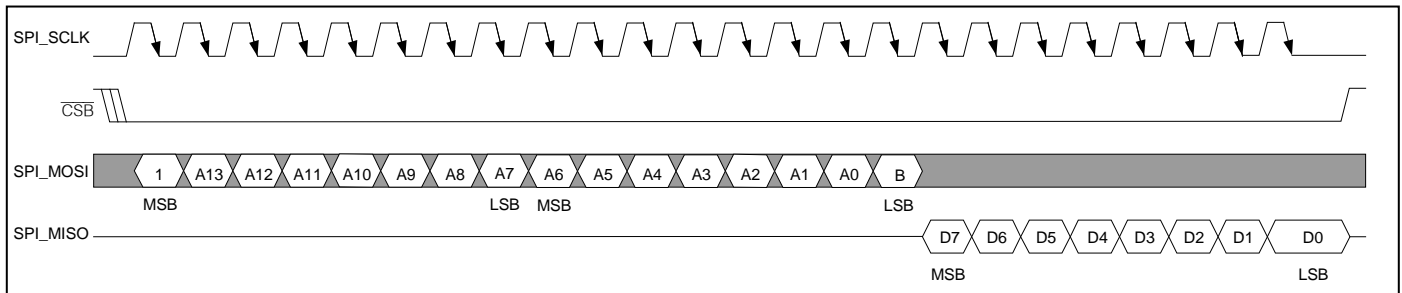 SPI_SCLK
CSB
SPI_MOSI 1 A13 A12 A11 A10 A9 A8 A7 A6 A5 A4 A3 A2 A1 A0 B
MSB LSB MSB LSB
SPI_MISO D7 D6 D5 D4 D3 D2 D1 D0
MSB LSB